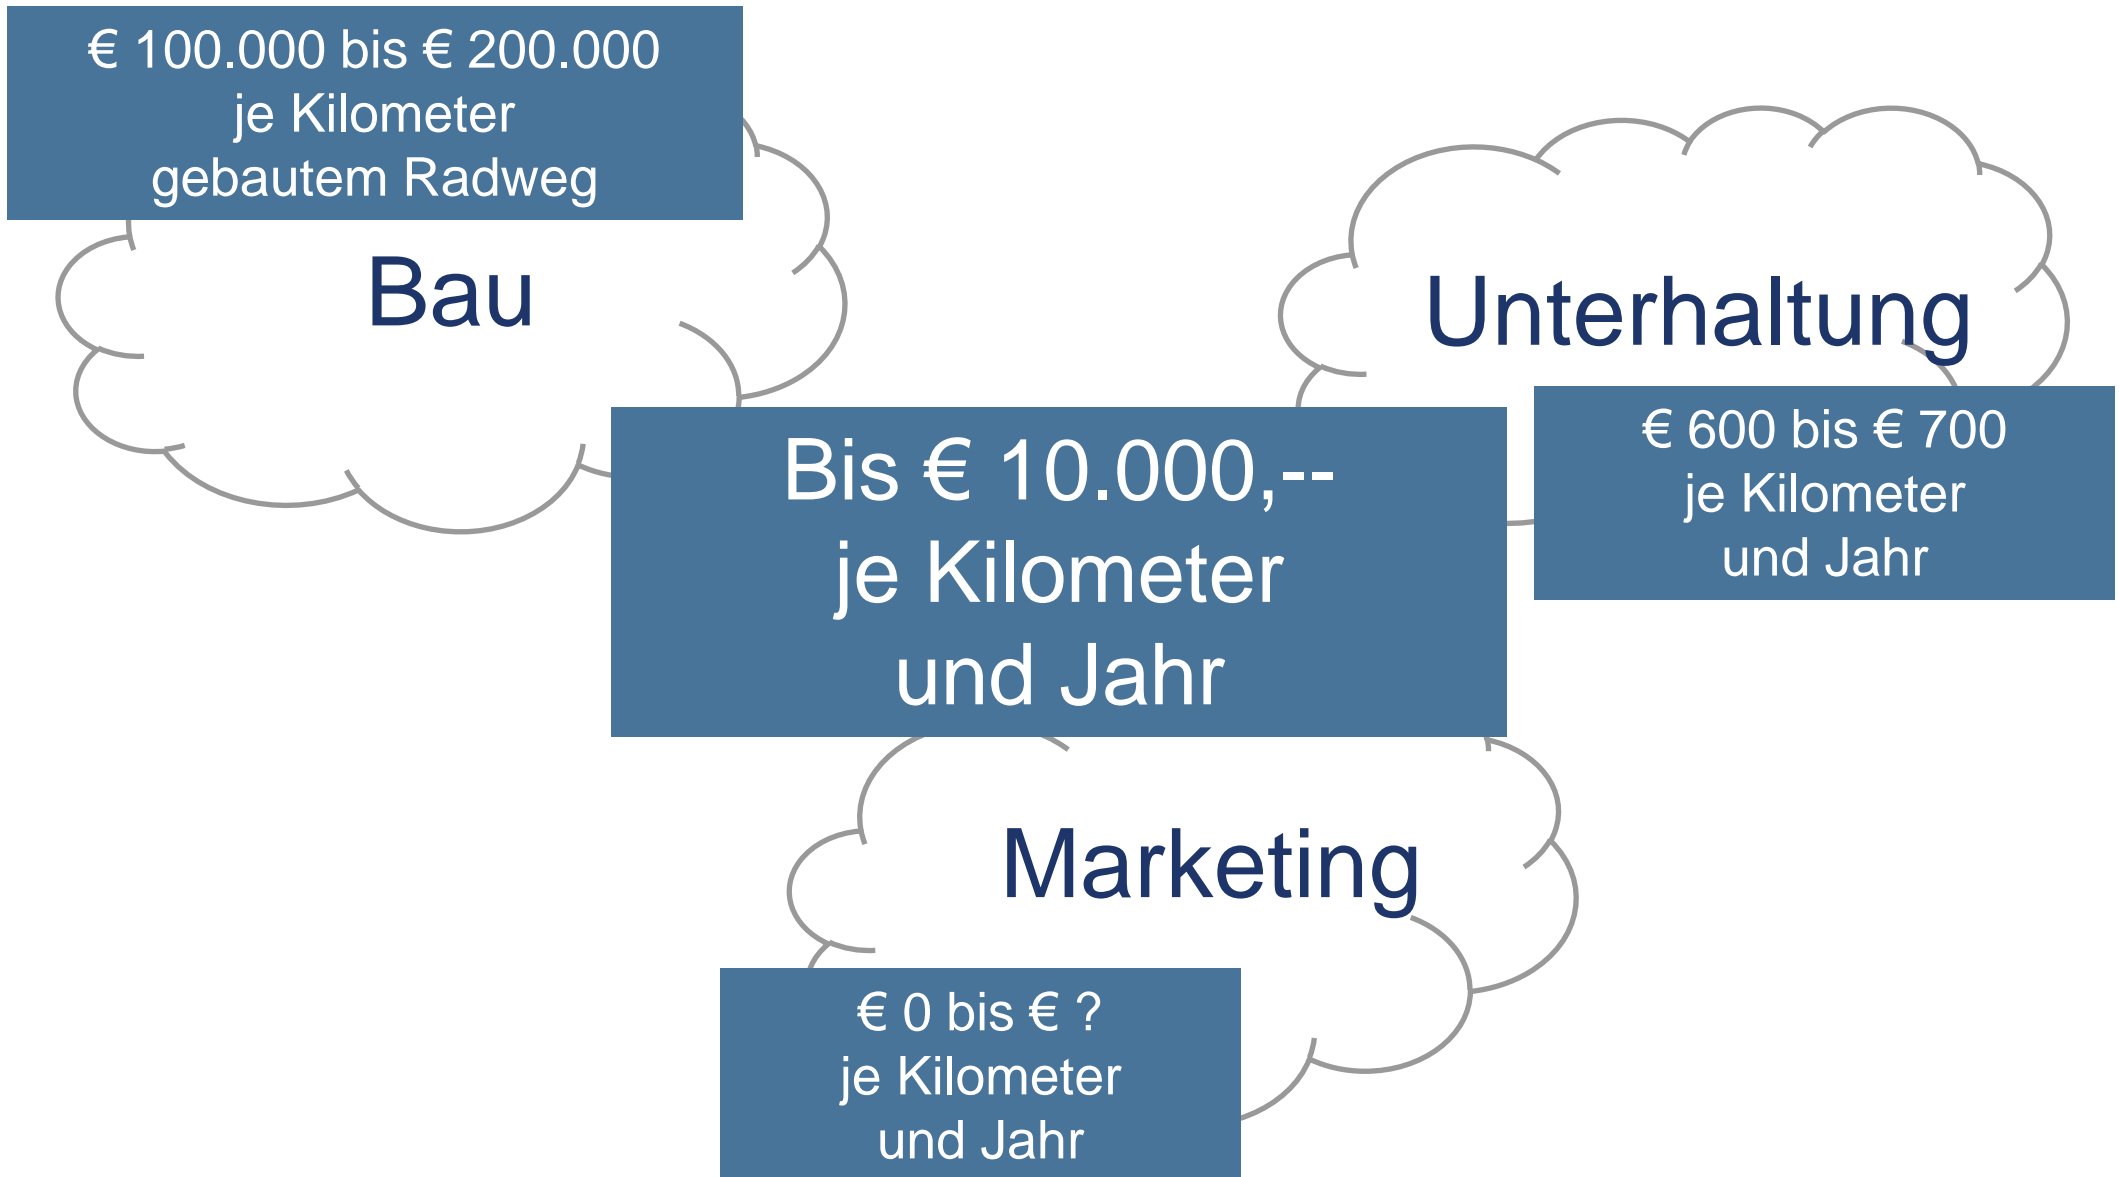 € 100.000 bis € 200.000
je Kilometer
gebautem Radweg
Bau
Unterhaltung
€ 600 bis € 700
je Kilometer
und Jahr
Bis € 10.000,--
je Kilometer
und Jahr
Marketing
€ 0 bis € ?
je Kilometer
und Jahr